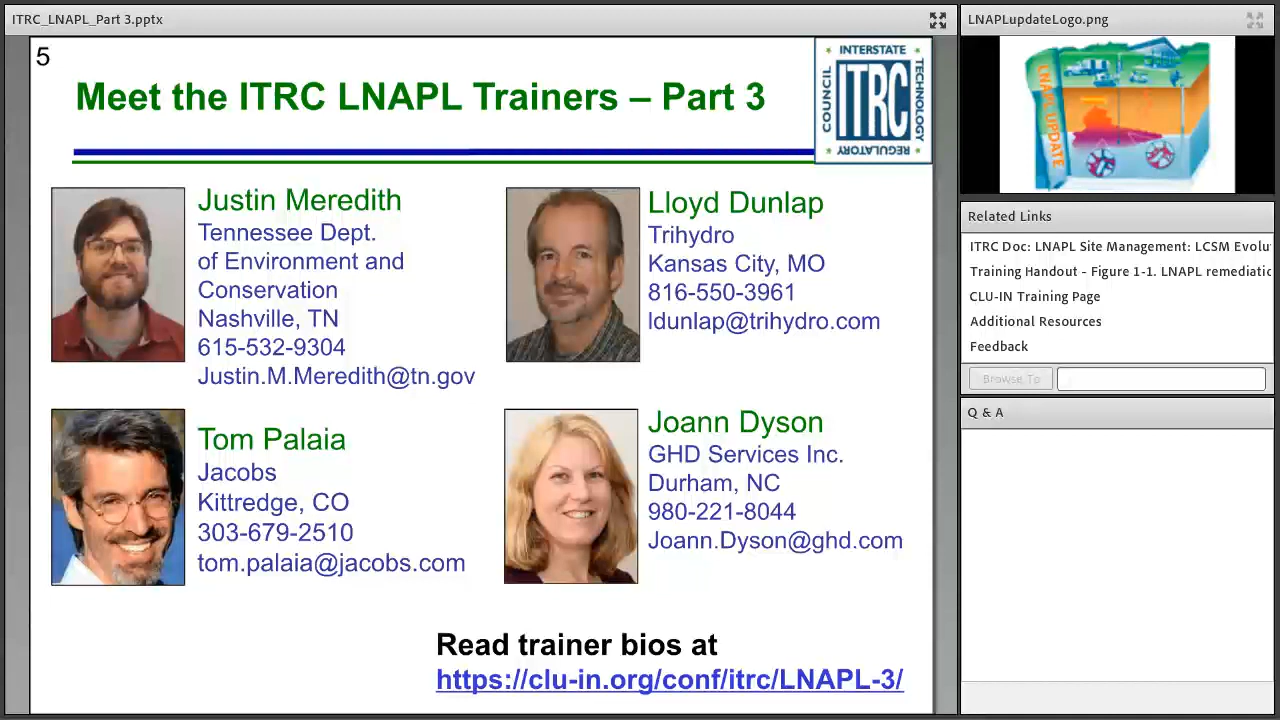 ITRC_LNAPL_Part 3.pptx
5
Meet the ITRC LNAPL Trainers – Part 3
INTERSTATE
COUNCIL
ITRC
TECHNOLOGY
REGULATORY
Justin Meredith
Tennessee Dept.
of Environment and
Conservation
Nashville, TN
615-532-9304
Justin.M.Meredith@tn.gov
Lloyd Dunlap
Trihydro
Kansas City, MO
816-550-3961
ldunlap@trihydro.com
Tom Palaia
Jacobs
Kittredge, CO
303-679-2510
tom.palaia@jacobs.com
Joann Dyson
GHD Services Inc.
Durham, NC
980-221-8044
Joann.Dyson@ghd.com
Read trainer bios at
https://clu-in.org/conf/itrc/LNAPL-3/
LNAPLupdateLogo.png
LNAPL UPDATE
Related Links
ITRC Doc: LNAPL Site Management: LCSM Evolu
Training Handout - Figure 1-1. LNAPL remediatic
CLU-IN Training Page
Additional Resources
Feedback
Browse To
Q & A